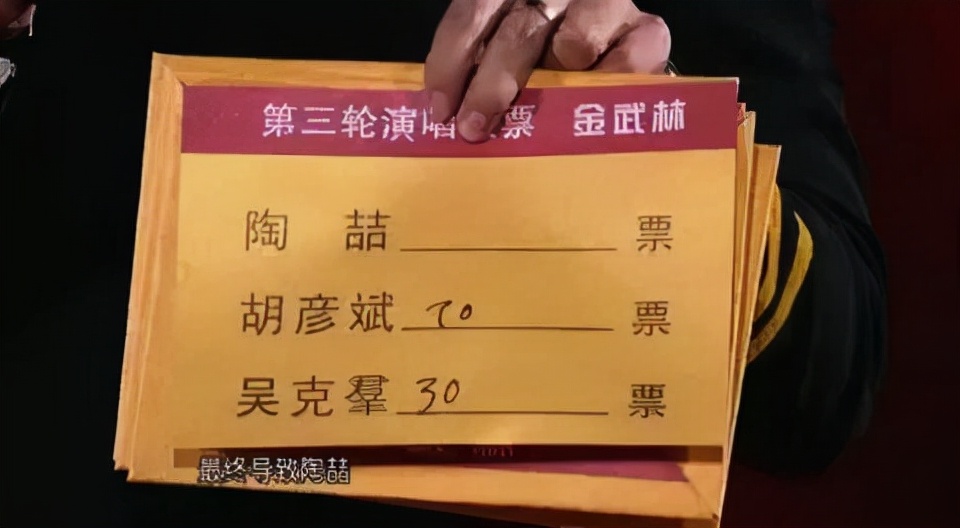 第三轮演唱 票 金武林
陶 喆 票
胡彦斌 70 票
吴克羣 30 票
最终导致陶喆